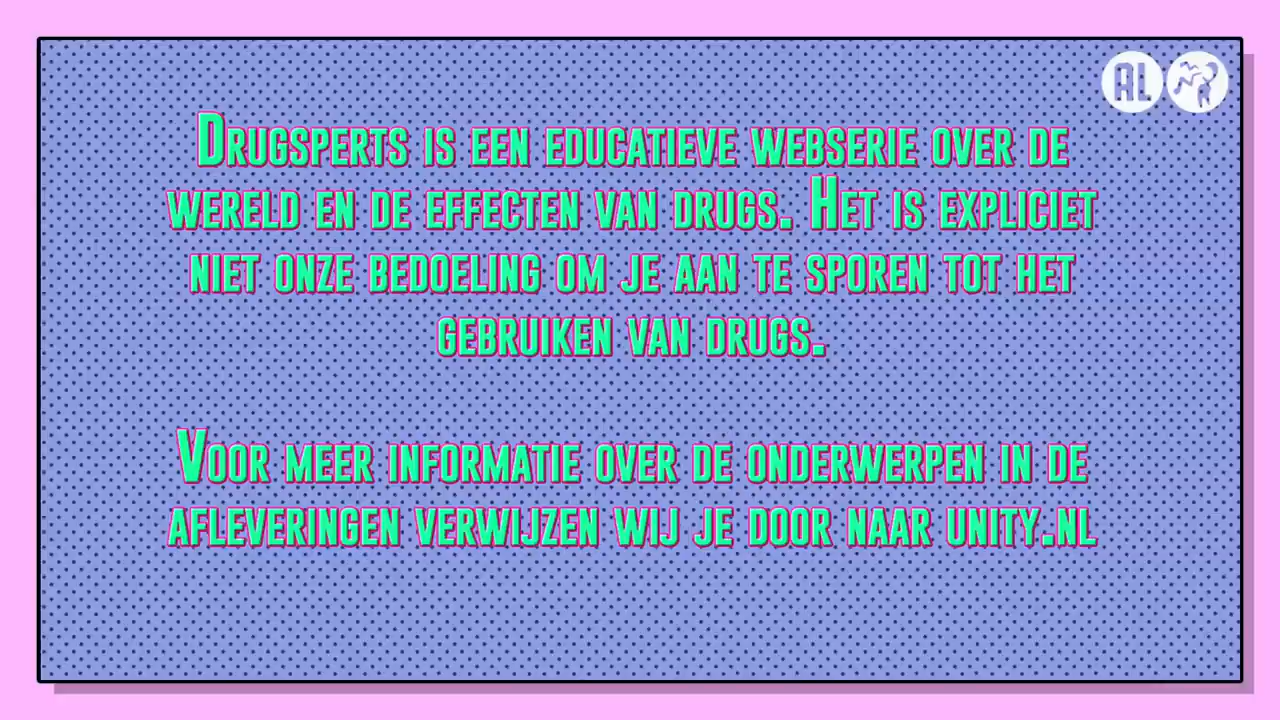 AL
Drugsperts is een educatieve webserie over de
wereld en de effecten van drugs. Het is expliciet
niet onze bedoeling om je aan te sporen tot het
gebruiken van drugs.
Voor meer informatie over de onderwerpen in de
afleveringen verwijzen wij je door naar unity.nl